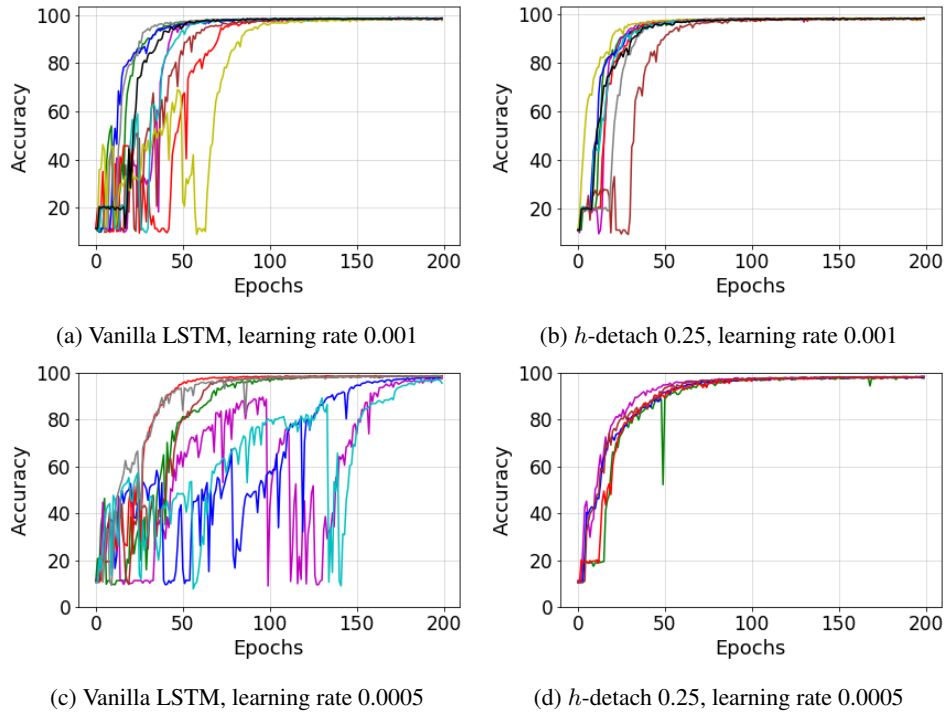 100
80
60
40
20
Accuracy
0 50 100 150 200
Epochs
(a) Vanilla LSTM, learning rate 0.001
100
80
60
40
20
Accuracy
0 50 100 150 200
Epochs
(b) h-detach 0.25, learning rate 0.001
100
80
60
40
20
0
Accuracy
0 50 100 150 200
Epochs
(c) Vanilla LSTM, learning rate 0.0005
100
80
60
40
20
0
Accuracy
0 50 100 150 200
Epochs
(d) h-detach 0.25, learning rate 0.0005